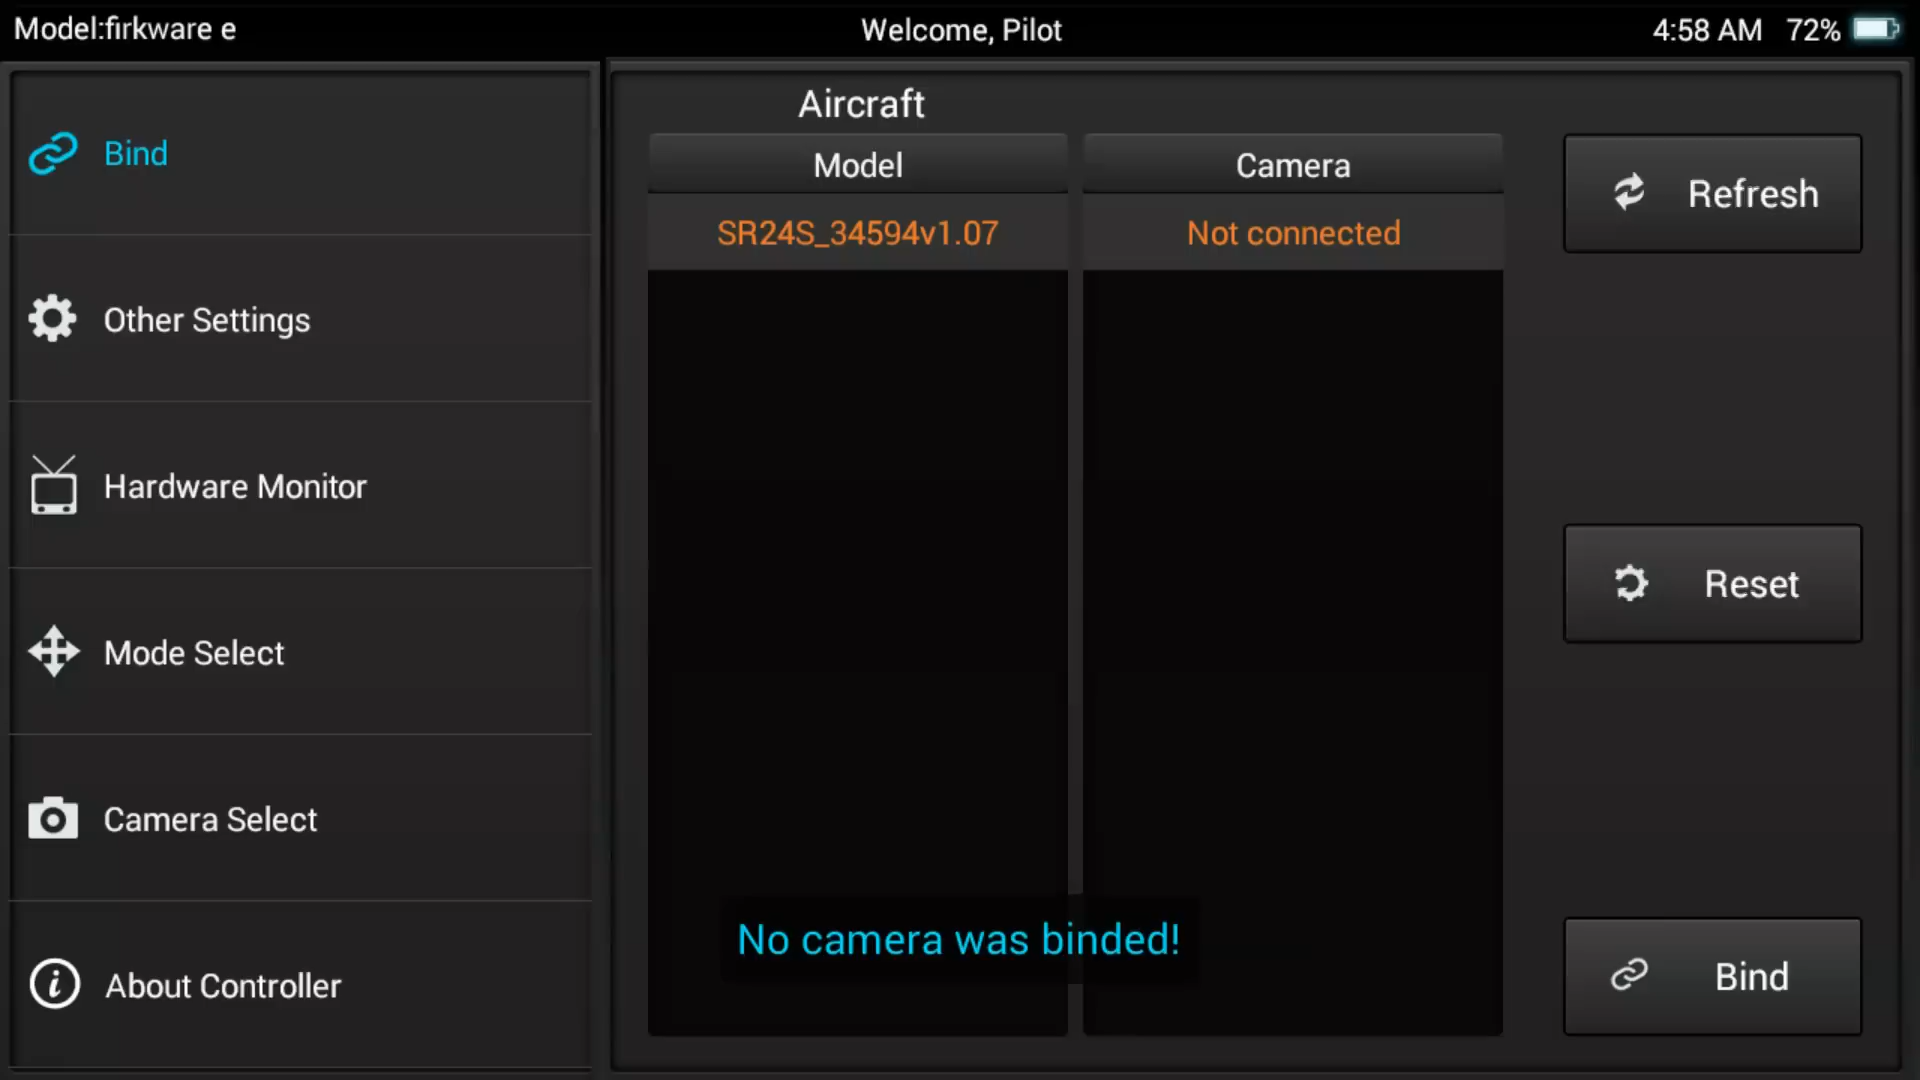 Model:firkware e
Welcome, Pilot
4:58 AM 72%
Bind
Other Settings
Hardware Monitor
Mode Select
Camera Select
About Controller
Aircraft
Model
Camera
SR24S_34594v1.07
Not connected
No camera was binded!
Refresh
Reset
Bind